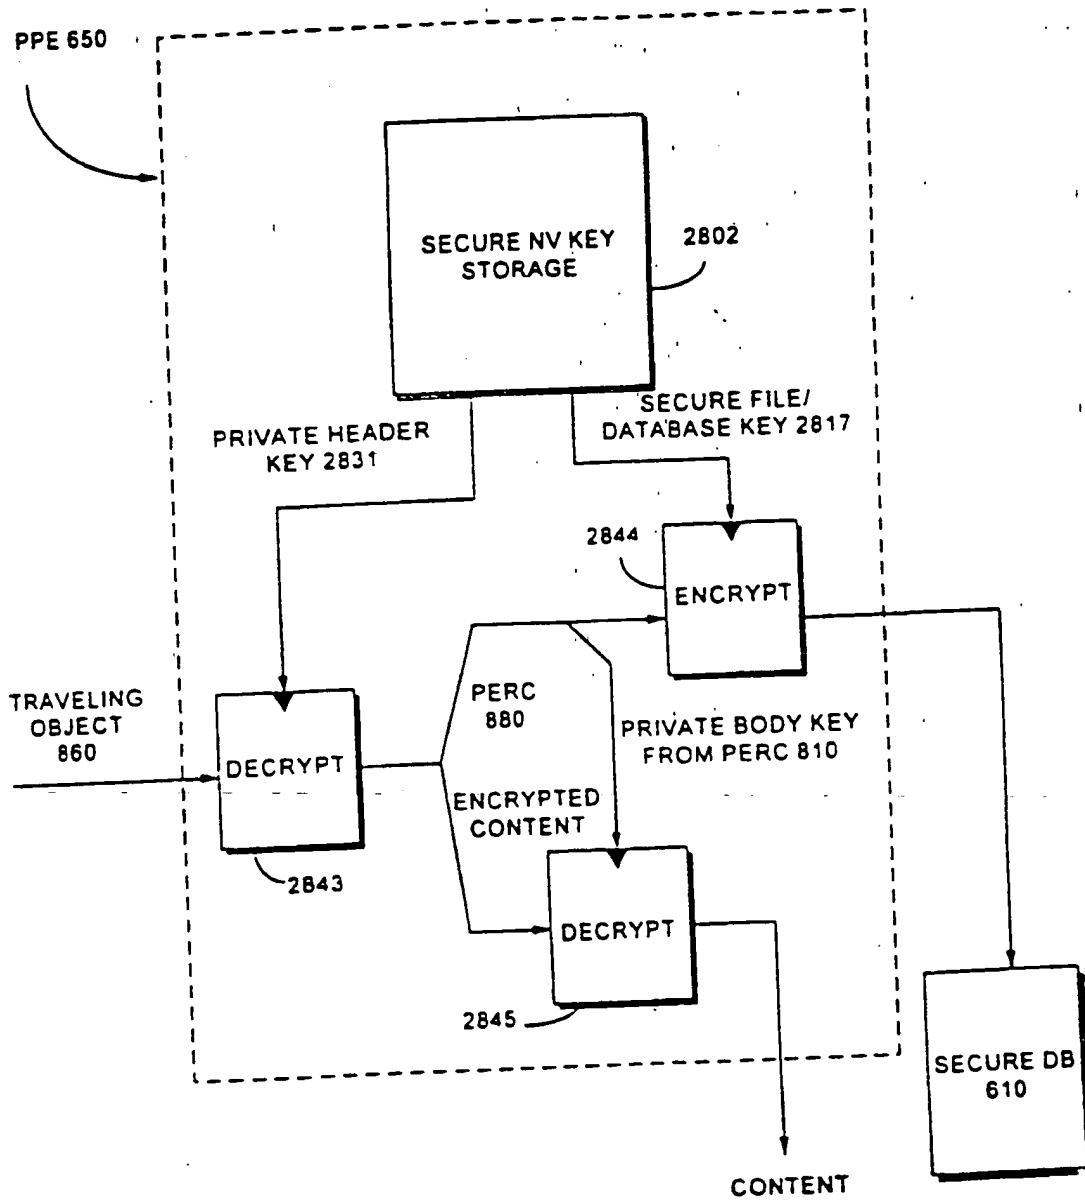 PPE 650
SECURE NV KEY
STORAGE
2802
PRIVATE HEADER
KEY 2831
SECURE FILE/
DATABASE KEY 2817
2844
ENCRYPT
TRAVELING
OBJECT
860
DECRYPT
PERC
880
PRIVATE BODY KEY
FROM PERC 810
ENCRYPTED
CONTENT
2843
DECRYPT
2845
SECURE DB
610
CONTENT